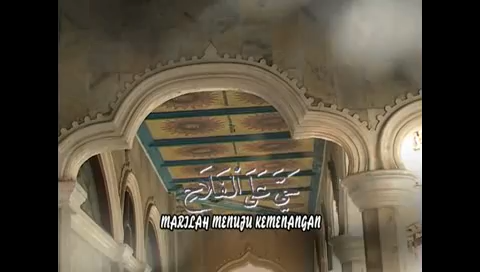 حَيَّ عَلَى الْفَلَاحِ
MARILAH MENUJU KEMENANGAN